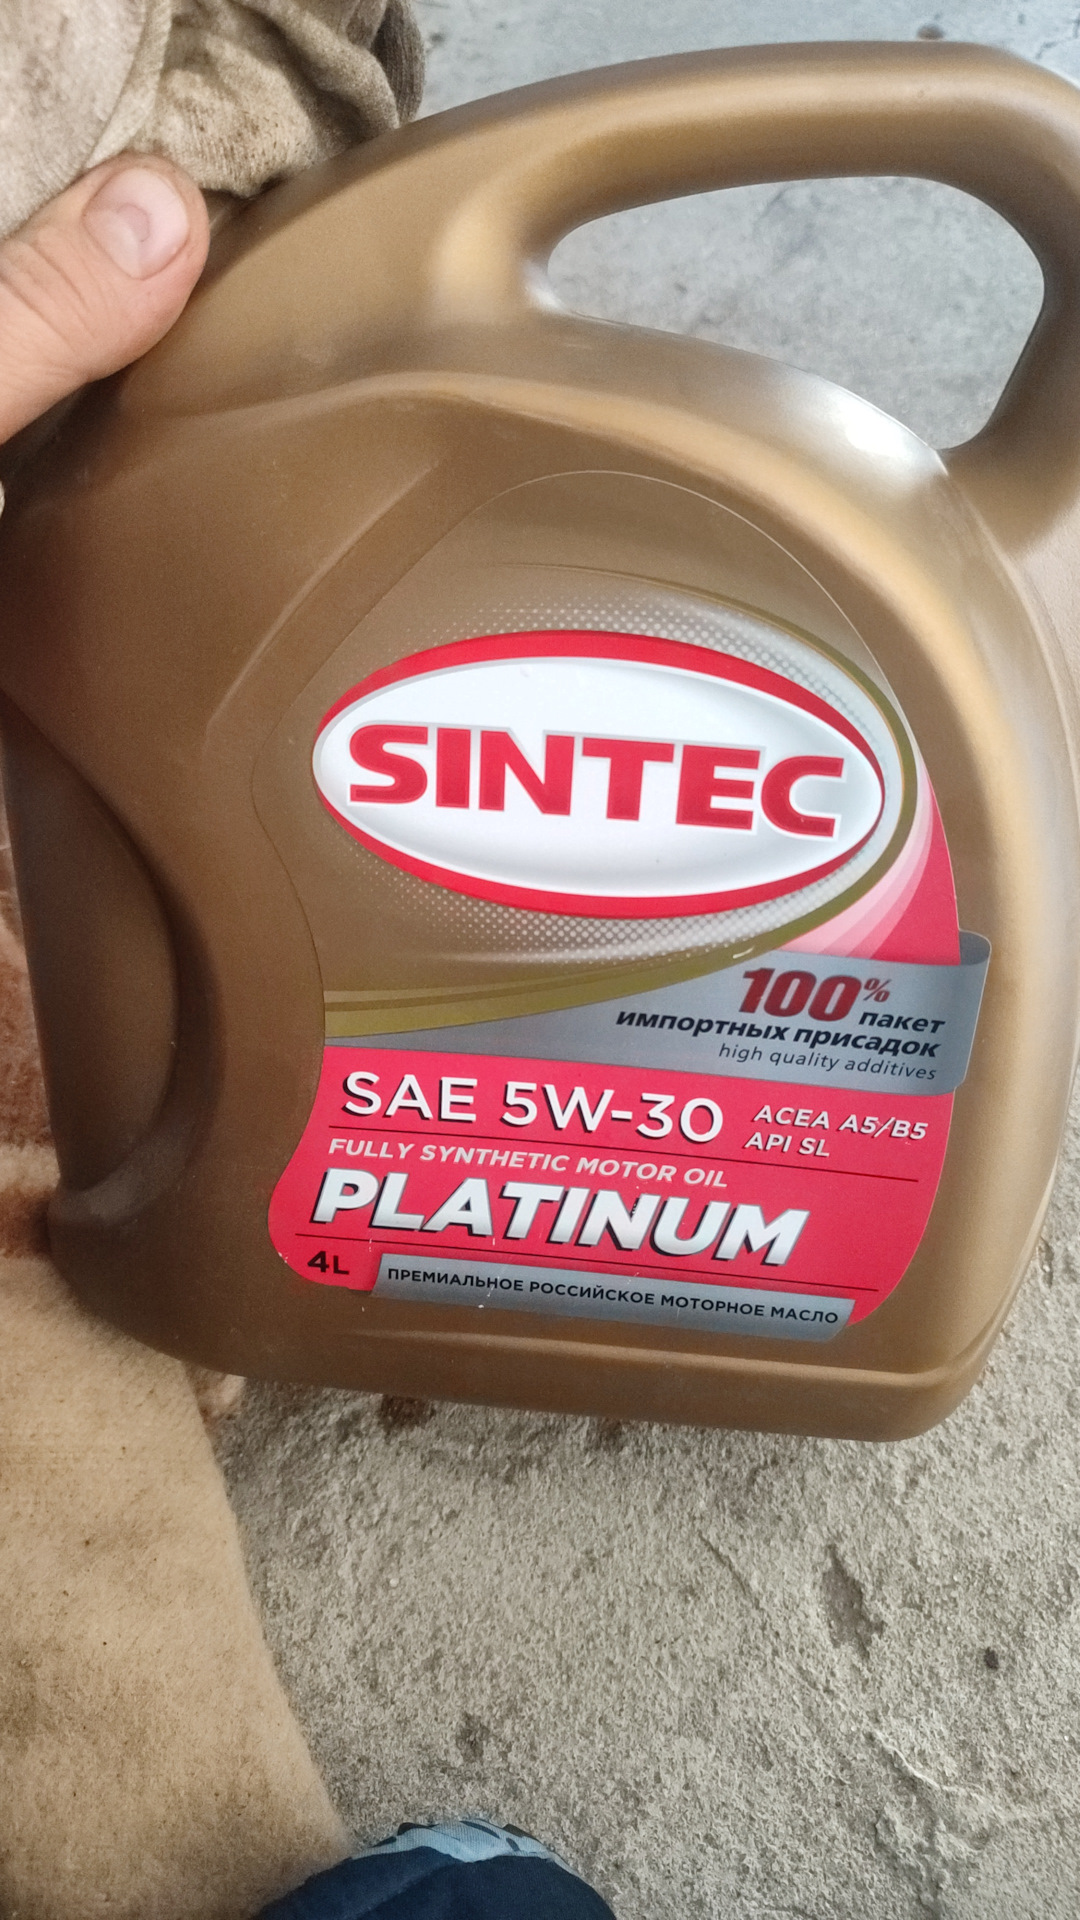 SINTEC
100% пакет
импортных присадок
high quality additives
SAE 5W-30
ACEA A5/B5
API SL
FULLY SYNTHETIC MOTOR OIL
PLATINUM
4L
ПРЕМИАЛЬНОЕ РОССИЙСКОЕ МОТОРНОЕ МАСЛО